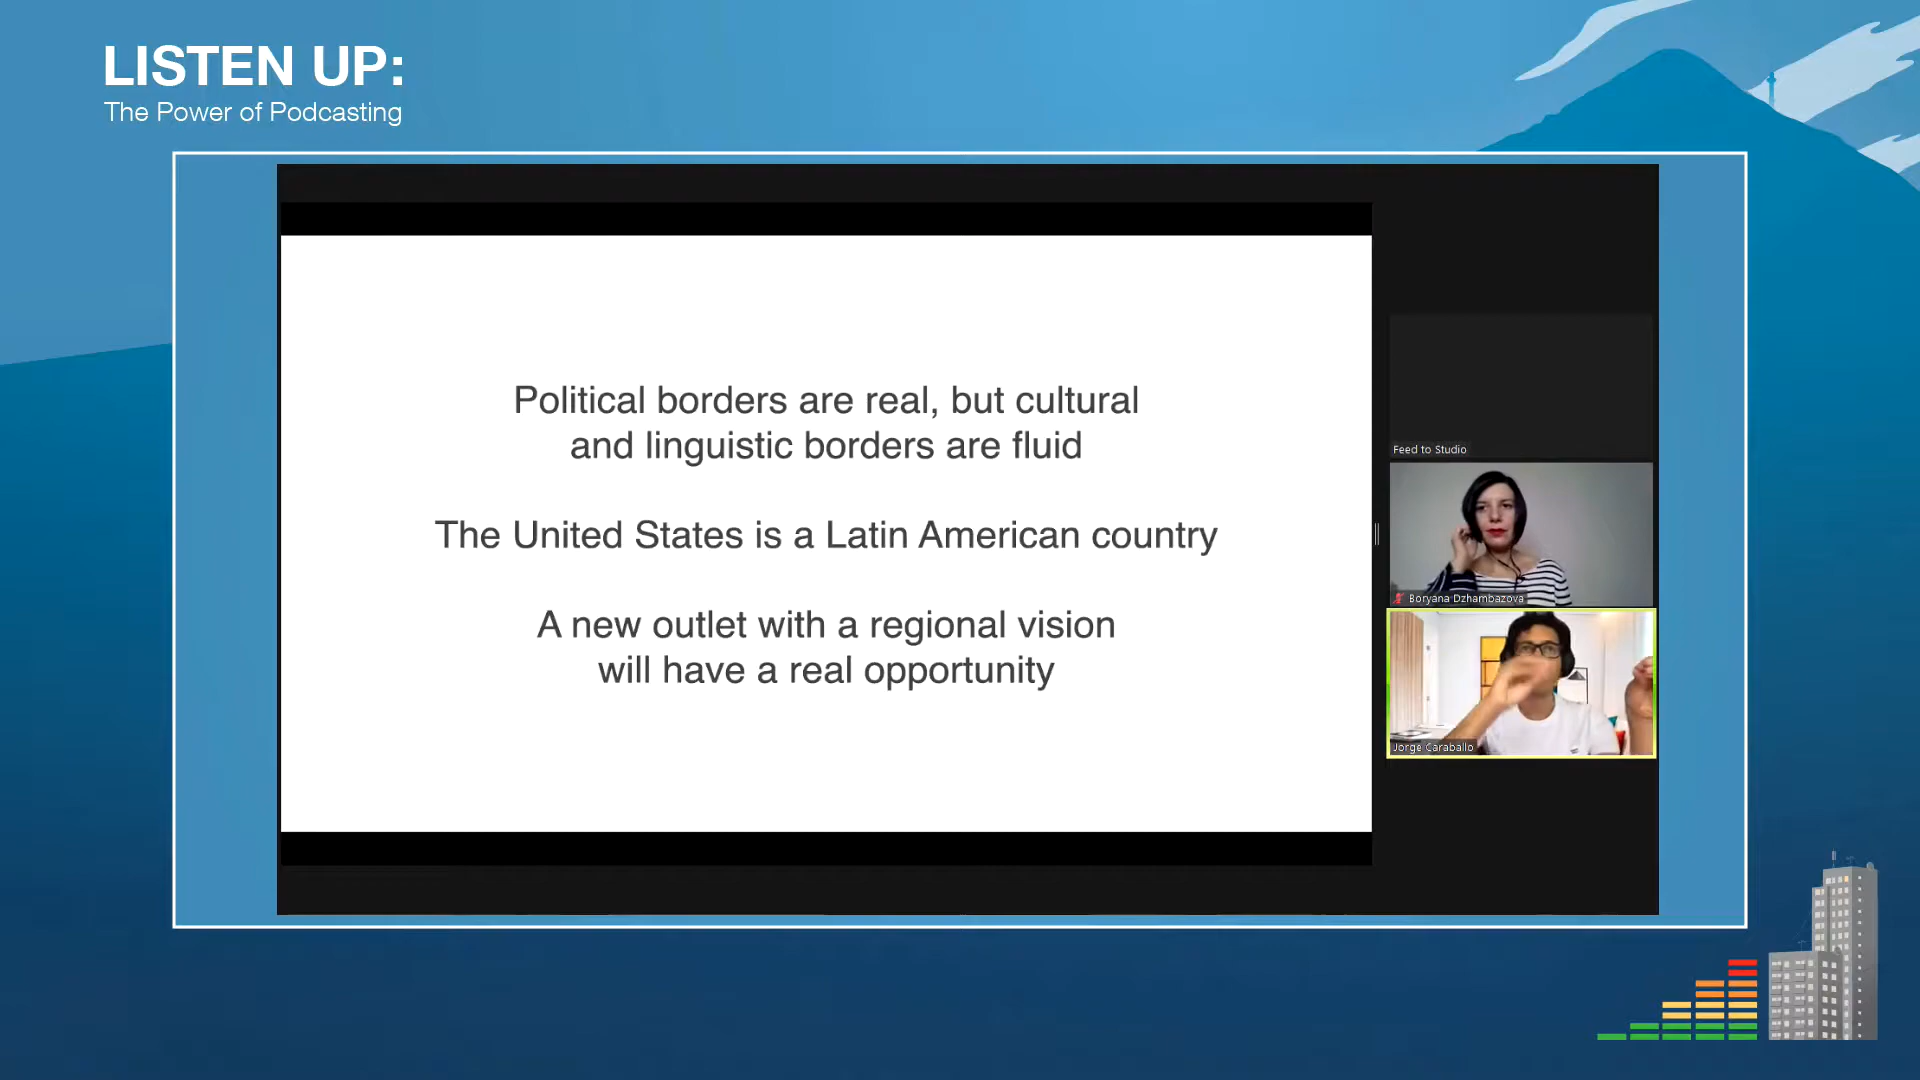 LISTEN UP:
The Power of Podcasting
Political borders are real, but cultural
and linguistic borders are fluid
The United States is a Latin American country
A new outlet with a regional vision
will have a real opportunity
Feed to Studio
Boryana Dzhambazova
Jorge Caraballo